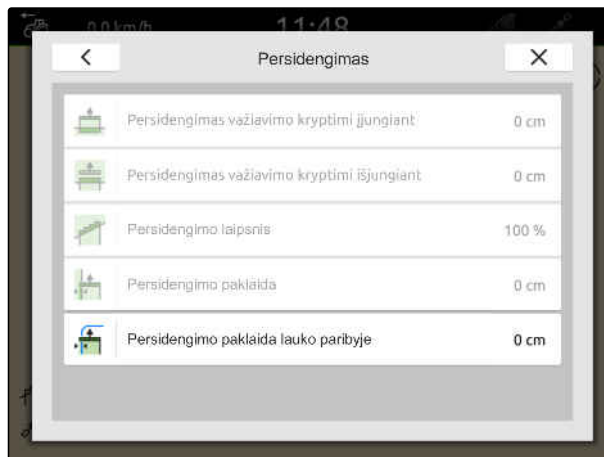 0.0 km/h
11:48
Persidengimas
Persidengimas važiavimo kryptimi įjungiant
0 cm
Persidengimas važiavimo kryptimi išjungiant
0 cm
Persidengimo laipsnis
100 %
Persidengimo paklaida
0 cm
Persidengimo paklaida lauko paribyje
0 cm